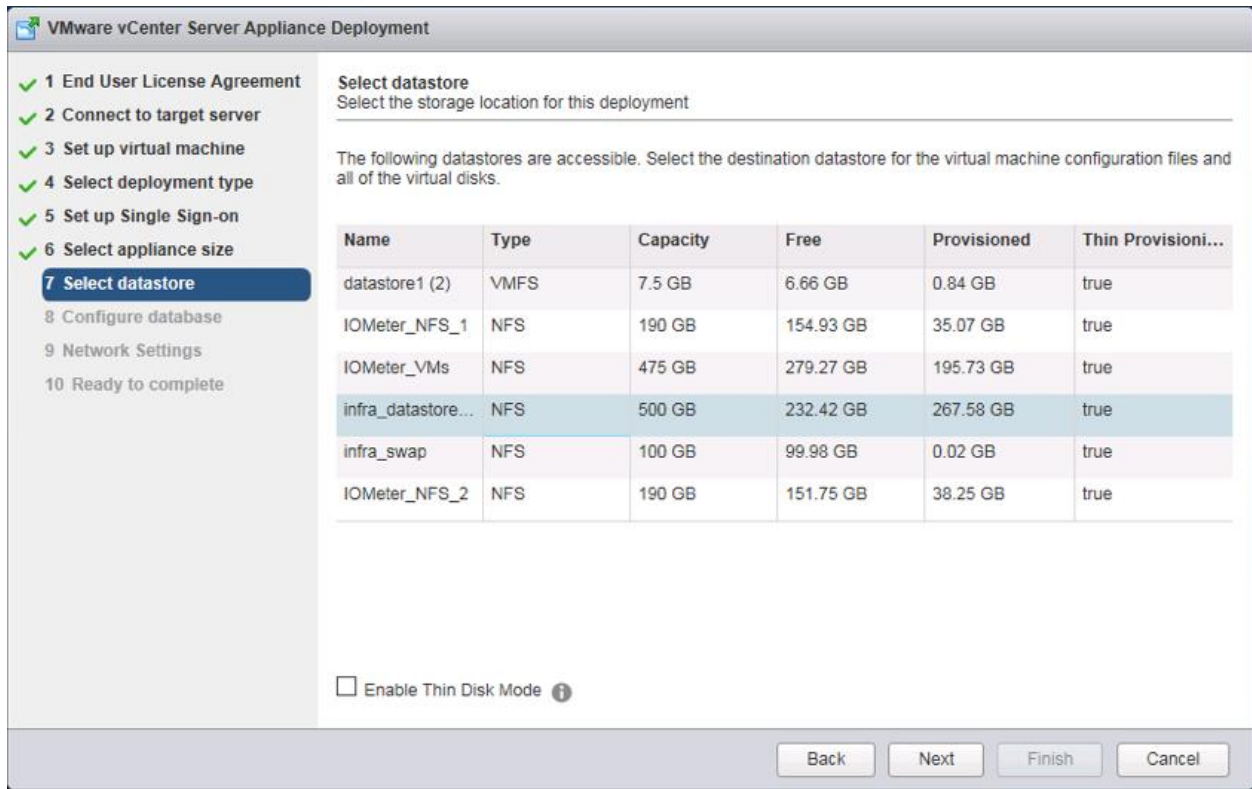 VMware vCenter Server Appliance Deployment
1 End User License Agreement
2 Connect to target server
3 Set up virtual machine
4 Select deployment type
5 Set up Single Sign-on
6 Select appliance size
7 Select datastore
8 Configure database
9 Network Settings
10 Ready to complete
Select datastore
Select the storage location for this deployment
The following datastores are accessible. Select the destination datastore for the virtual machine configuration files and
all of the virtual disks.
Name Type Capacity Free Provisioned Thin Provisioni...
datastore1 (2) VMFS 7.5 GB 6.66 GB 0.84 GB true
IOMeter_NFS_1 NFS 190 GB 154.93 GB 35.07 GB true
IOMeter_VMs NFS 475 GB 279.27 GB 195.73 GB true
infra_datastore... NFS 500 GB 232.42 GB 267.58 GB true
infra_swap NFS 100 GB 99.98 GB 0.02 GB true
IOMeter_NFS_2 NFS 190 GB 151.75 GB 38.25 GB true
Enable Thin Disk Mode
Back Next Finish Cancel